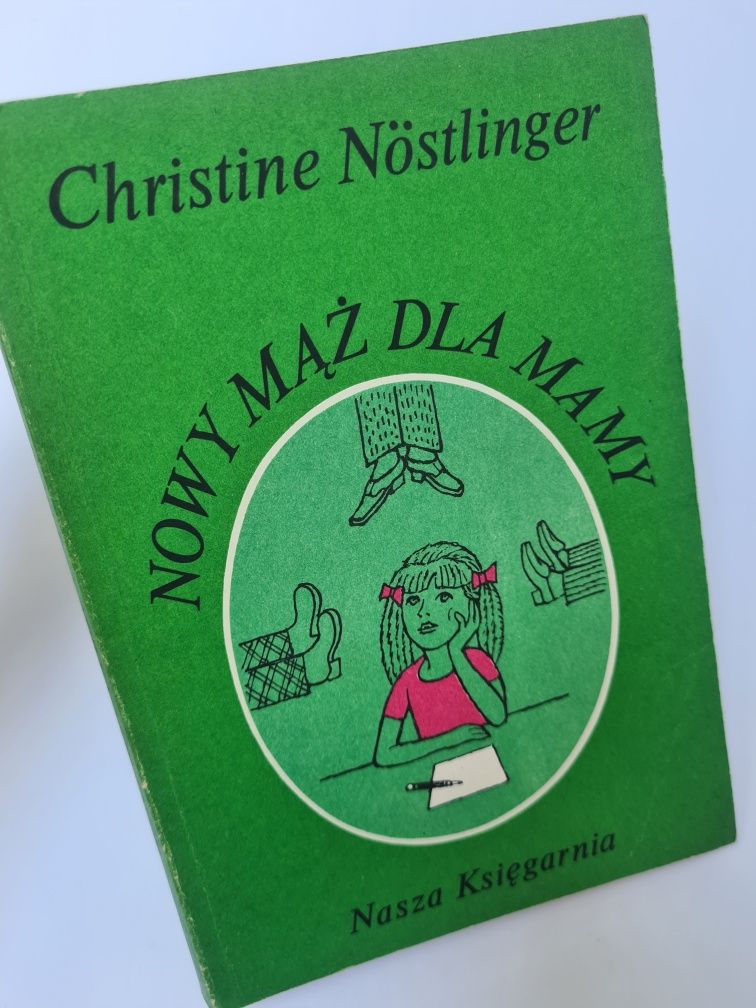 Christine Nöstlinger
NOWY MĄŻ DLA MAMY
Nasza Księgarnia